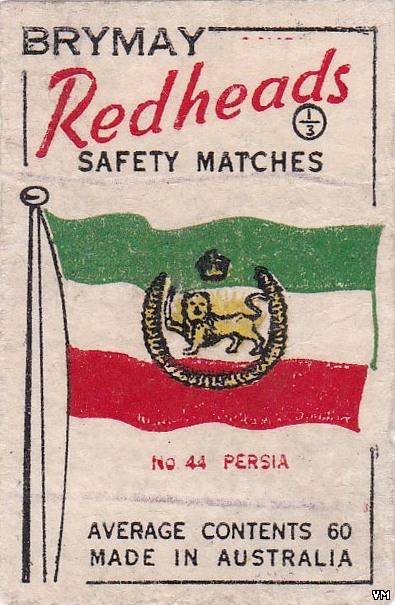 BRYMAY
Redheads
1/3
SAFETY MATCHES
No 44 PERSIA
AVERAGE CONTENTS 60
MADE IN AUSTRALIA
VM